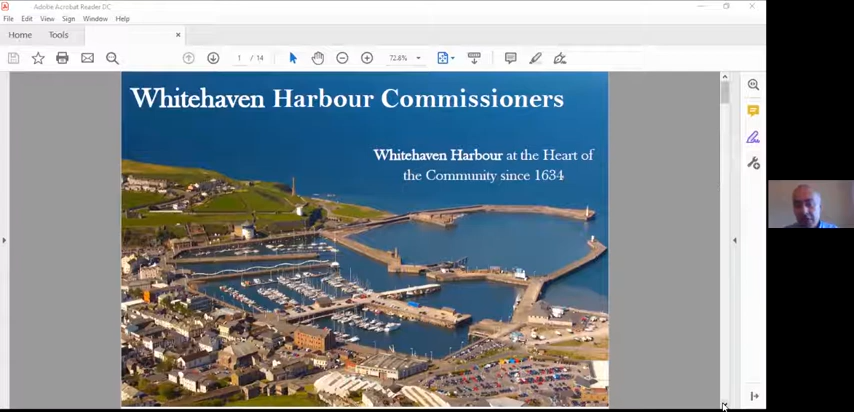 Adobe Acrobat Reader DC
File Edit View Sign Window Help
Home Tools
1 / 14 72.8%
Whitehaven Harbour Commissioners
Whitehaven Harbour at the Heart of
the Community since 1634